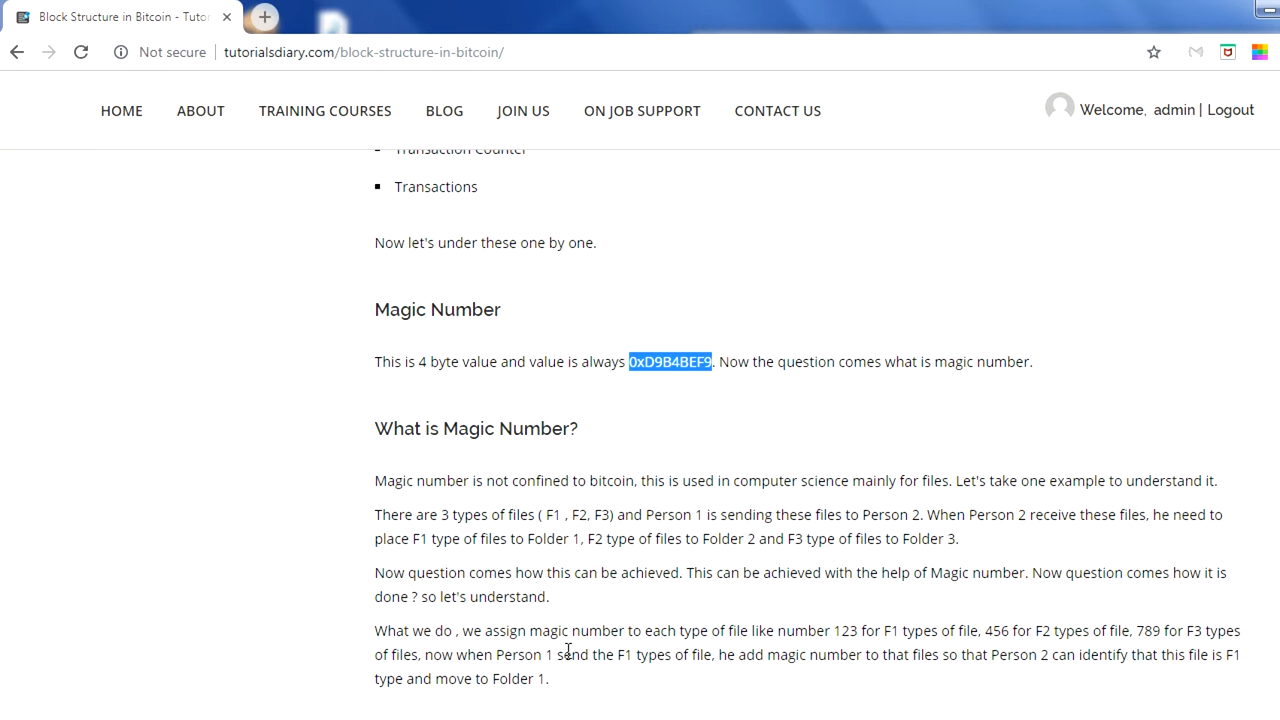 Block Structure in Bitcoin - Tutor
Not secure
tutorialsdiary.com/block-structure-in-bitcoin/
HOME ABOUT TRAINING COURSES BLOG JOIN US ON JOB SUPPORT CONTACT US
Welcome, admin | Logout
Transaction Counter
Transactions
Now let's under these one by one.
Magic Number
This is 4 byte value and value is always 0xD9B4BEF9. Now the question comes what is magic number.
What is Magic Number?
Magic number is not confined to bitcoin, this is used in computer science mainly for files. Let's take one example to understand it.
There are 3 types of files ( F1 , F2, F3) and Person 1 is sending these files to Person 2. When Person 2 receive these files, he need to
place F1 type of files to Folder 1, F2 type of files to Folder 2 and F3 type of files to Folder 3.
Now question comes how this can be achieved. This can be achieved with the help of Magic number. Now question comes how it is
done ? so let's understand.
What we do , we assign magic number to each type of file like number 123 for F1 types of file, 456 for F2 types of file, 789 for F3 types
of files, now when Person 1 send the F1 types of file, he add magic number to that files so that Person 2 can identify that this file is F1
type and move to Folder 1.